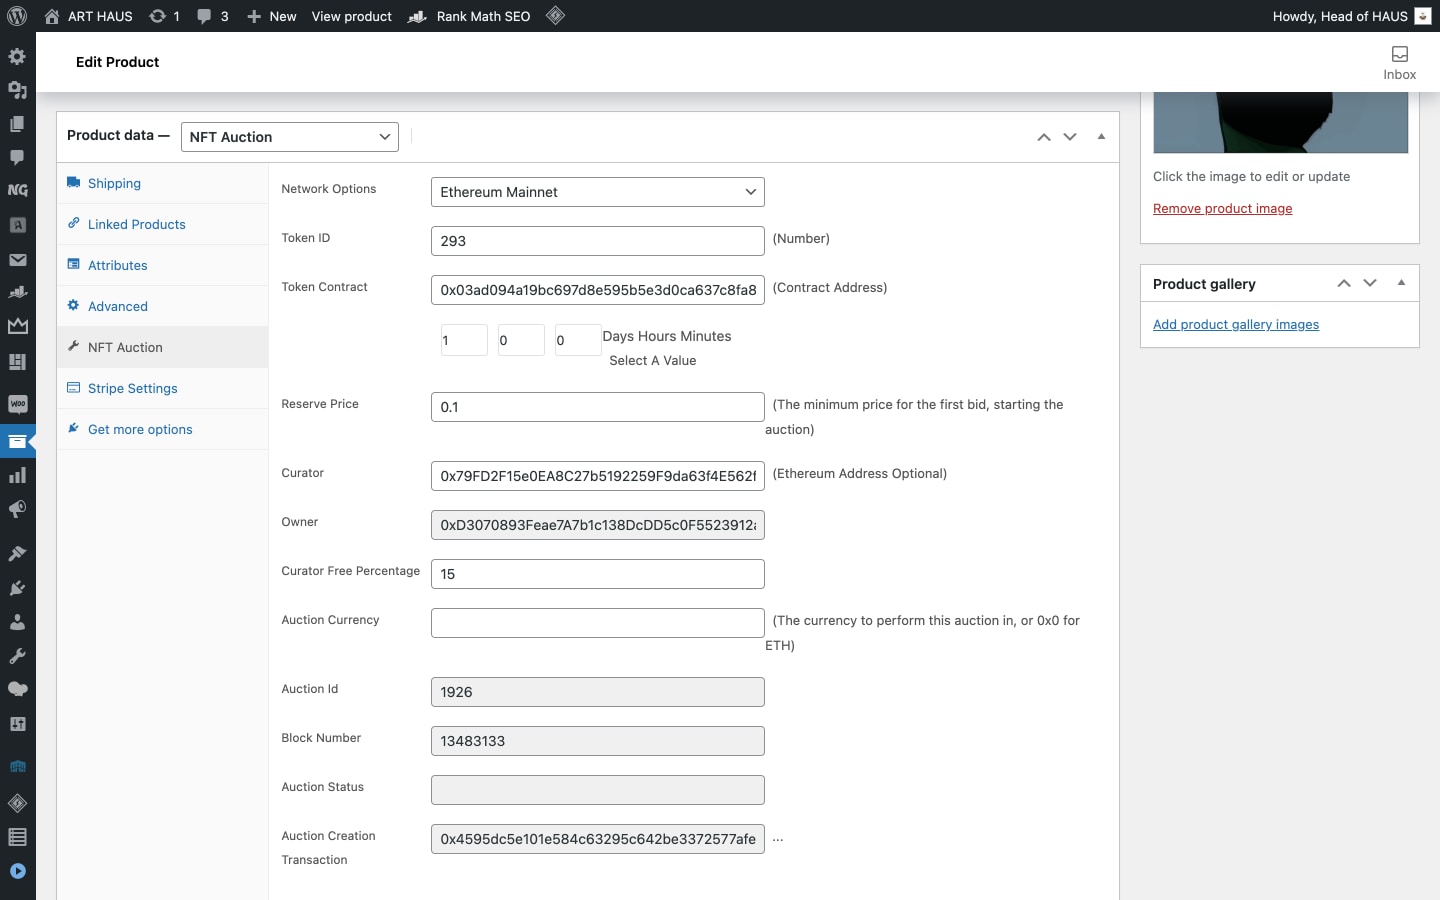 ART HAUS 1 3 New View product Rank Math SEO Howdy, Head of HAUS
Edit Product
Inbox
Product data — NFT Auction
Shipping
Linked Products
Attributes
Advanced
NFT Auction
Stripe Settings
Get more options
Network Options Ethereum Mainnet
Token ID 293 (Number)
Token Contract 0x03ad094a19bc697d8e595b5e3d0ca637c8fa8 (Contract Address)
1 0 0 Days Hours Minutes
Select A Value
Reserve Price 0.1 (The minimum price for the first bid, starting the
auction)
Curator 0x79FD2F15e0EA8C27b5192259F9da63f4E562f (Ethereum Address Optional)
Owner 0xD3070893Feae7A7b1c138DcDD5c0F5523912a
Curator Free Percentage 15
Auction Currency (The currency to perform this auction in, or 0x0 for
ETH)
Auction Id 1926
Block Number 13483133
Auction Status
Auction Creation 0x4595dc5e101e584c63295c642be3372577afe ...
Transaction
Click the image to edit or update
Remove product image
Product gallery
Add product gallery images
NG
WOO